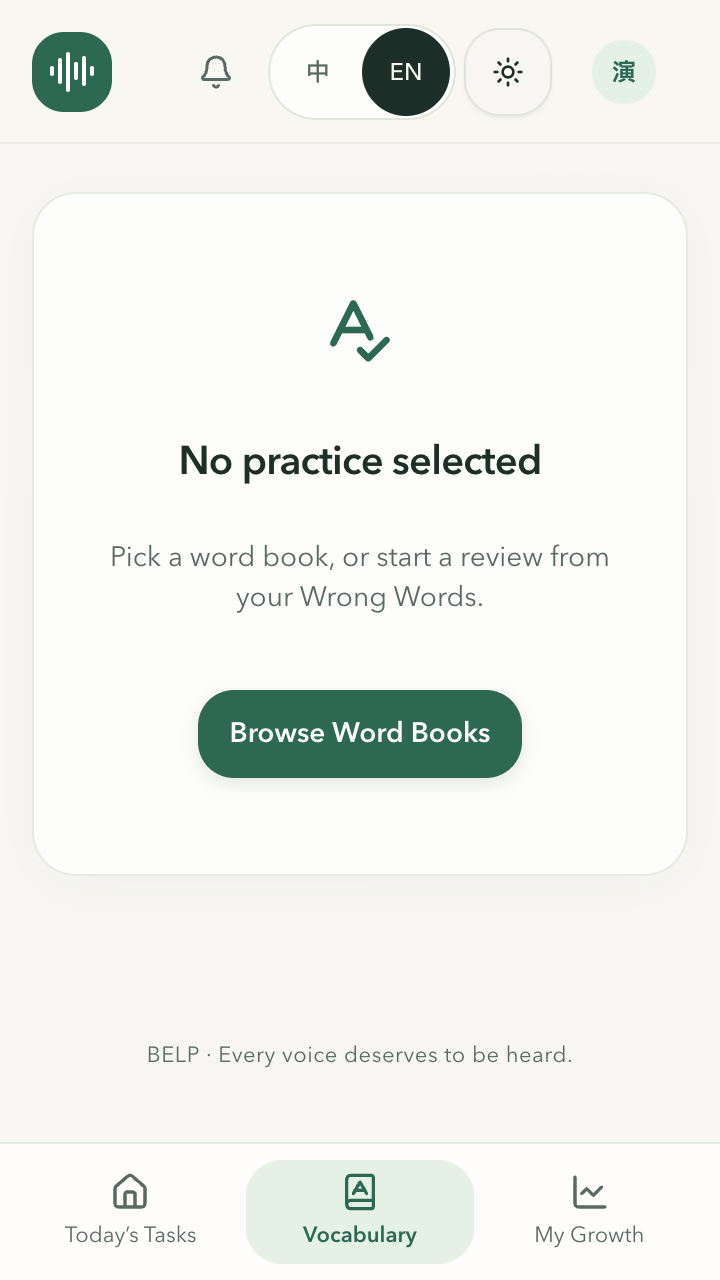 中
EN
演
No practice selected
Pick a word book, or start a review from
your Wrong Words.
Browse Word Books
BELP · Every voice deserves to be heard.
Today’s Tasks
Vocabulary
My Growth